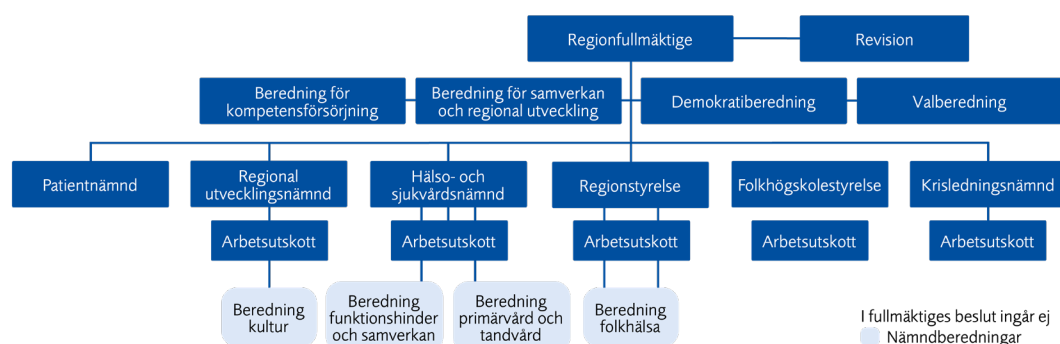 Regionfullmäktige
Revision
Beredning för
kompetensförsörjning
Beredning för samverkan
och regional utveckling
Demokratiberedning
Valberedning
Patientnämnd
Regional
utvecklingsnämnd
Hälso- och
sjukvårdsnämnd
Regionstyrelse
Folkhögskolestyrelse
Krisledningsnämnd
Arbetsutskott
Arbetsutskott
Arbetsutskott
Arbetsutskott
Arbetsutskott
Beredning
kultur
Beredning
funktionshinder
och samverkan
Beredning
primärvård och
tandvård
Beredning
folkhälsa
I fullmäktiges beslut ingår ej
Nämndberedningar